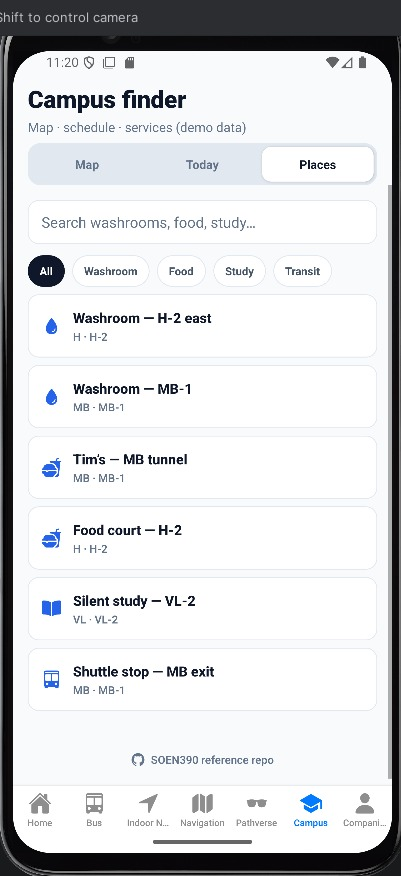 Shift to control camera
11:20
Campus finder
Map · schedule · services (demo data)
Map Today Places
Search washrooms, food, study…
All Washroom Food Study Transit
Washroom — H-2 east
H · H-2
Washroom — MB-1
MB · MB-1
Tim's — MB tunnel
MB · MB-1
Food court — H-2
H · H-2
Silent study — VL-2
VL · VL-2
Shuttle stop — MB exit
MB · MB-1
SOEN390 reference repo
Home Bus Indoor N... Navigation Pathverse Campus Compani...